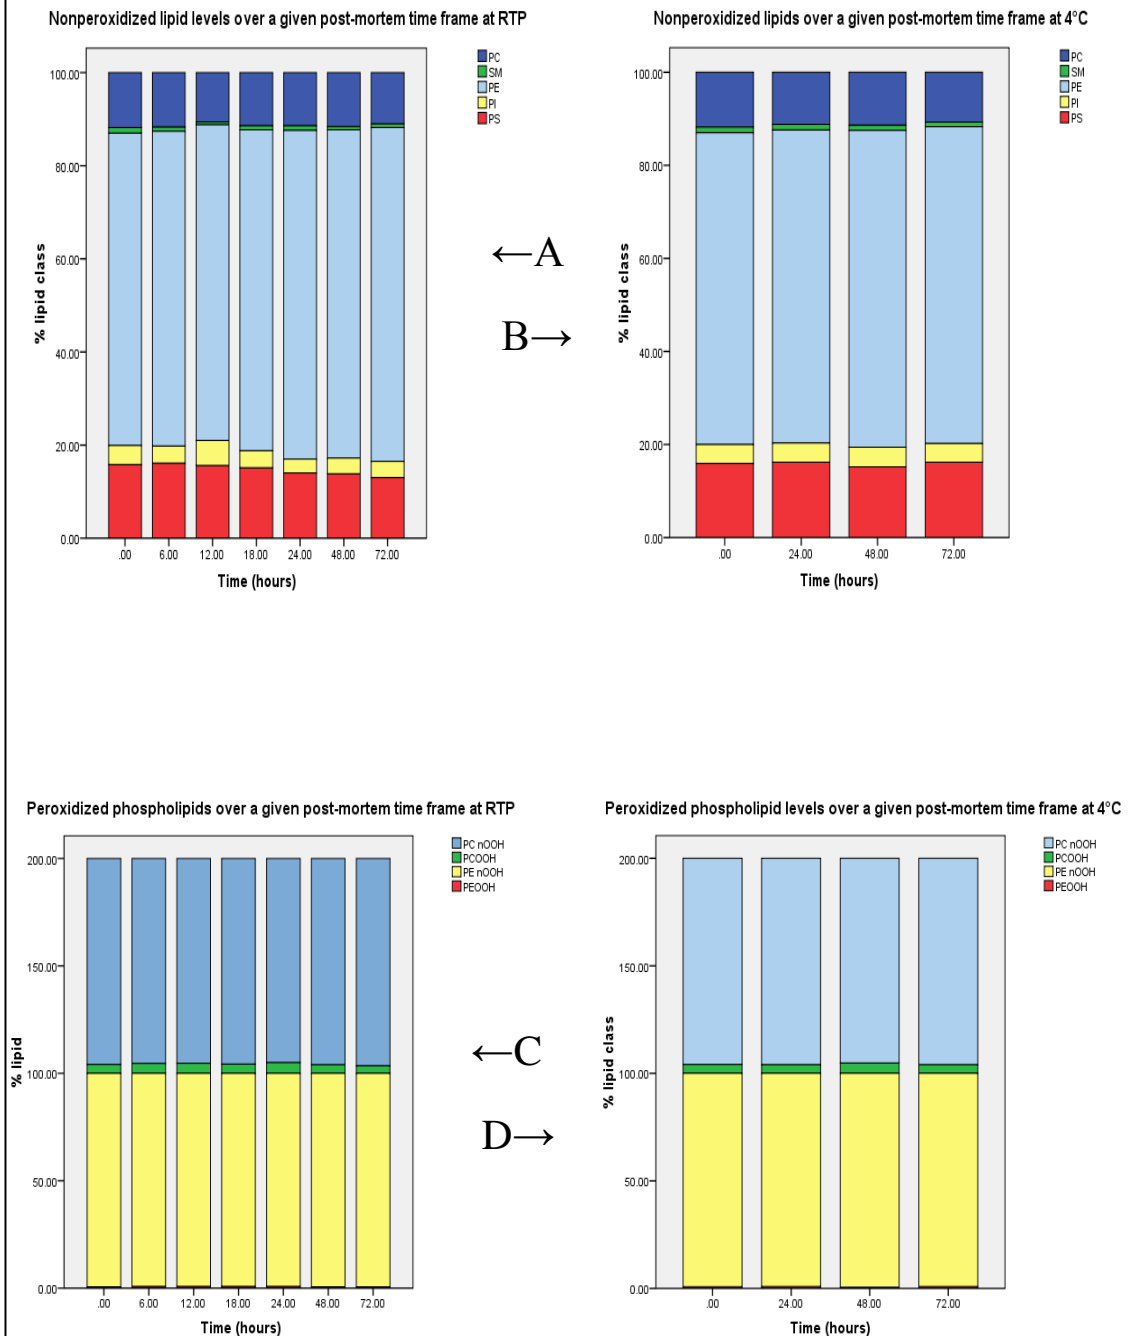 Nonperoxidized lipid levels over a given post-mortem time frame at RTP
PC
SM
PE
PI
PS
100.00
80.00
60.00
40.00
20.00
0.00
% lipid class
.00 6.00 12.00 18.00 24.00 48.00 72.00
Time (hours)
Nonperoxidized lipids over a given post-mortem time frame at 4°C
PC
SM
PE
PI
PS
100.00
80.00
60.00
40.00
20.00
0.00
% lipid class
.00 24.00 48.00 72.00
Time (hours)
←A
B→
Peroxidized phospholipids over a given post-mortem time frame at RTP
PC nOOH
PCOOH
PE nOOH
PEOOH
200.00
150.00
100.00
50.00
0.00
% lipid
.00 6.00 12.00 18.00 24.00 48.00 72.00
Time (hours)
Peroxidized phospholipid levels over a given post-mortem time frame at 4°C
PC nOOH
PCOOH
PE nOOH
PEOOH
200.00
150.00
100.00
50.00
0.00
% lipid class
.00 24.00 48.00 72.00
Time (hours)
←C
D→